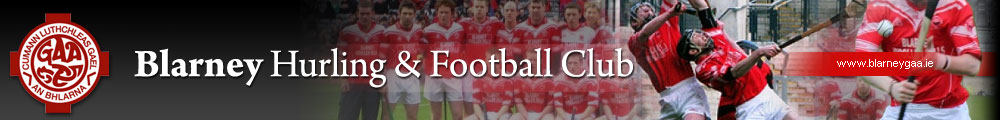 CUMANN LUTHCHLEAS GAEL
GAA
AN BHLARNA
Blarney Hurling & Football Club
www.blarneygaa.ie